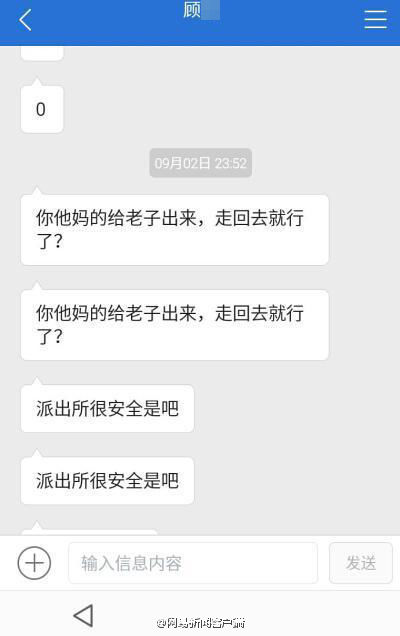 顾
0
09月02日 23:52
你他妈的给老子出来，走回去就行
了？
你他妈的给老子出来，走回去就行
了？
派出所很安全是吧
派出所很安全是吧
输入信息内容
发送
@网易新闻客户端